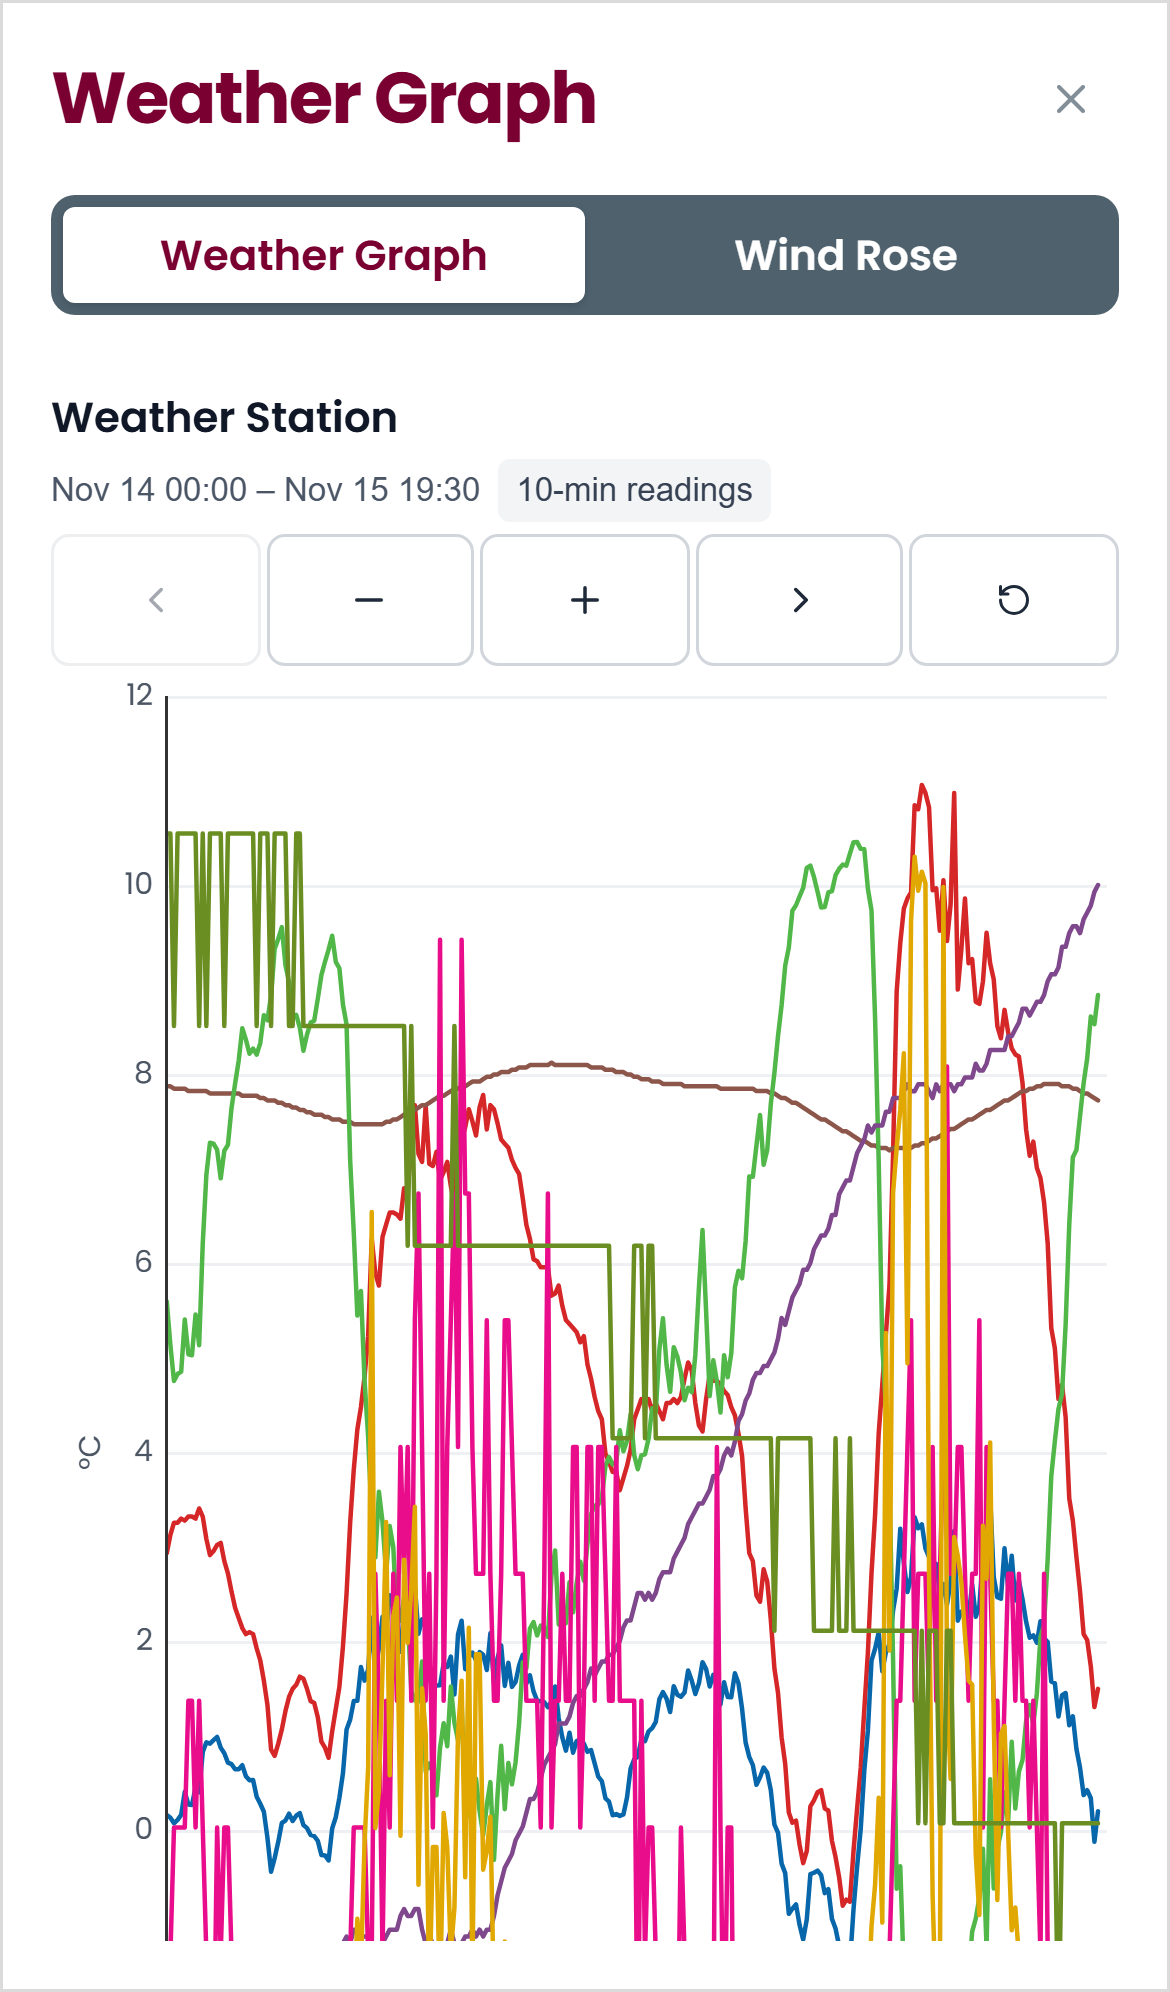 Weather Graph
Weather Graph
Wind Rose
Weather Station
Nov 14 00:00 – Nov 15 19:30
10-min readings
12
10
8
6
4
2
0
°C